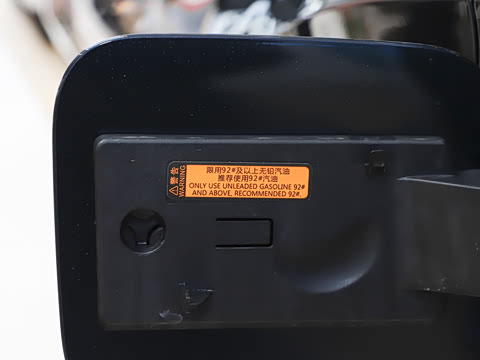 警告
WARNING
限用92#及以上无铅汽油
推荐使用92#汽油
ONLY USE UNLEADED GASOLINE 92#
AND ABOVE, RECOMMENDED 92#.